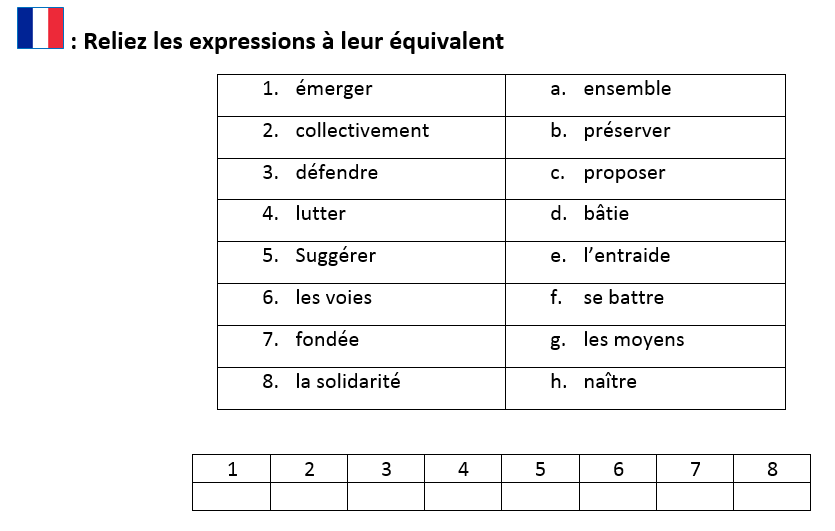 : Reliez les expressions à leur équivalent
1. émerger a. ensemble
2. collectivement b. préserver
3. défendre c. proposer
4. lutter d. bâtie
5. Suggérer e. l’entraide
6. les voies f. se battre
7. fondée g. les moyens
8. la solidarité h. naître
1 2 3 4 5 6 7 8